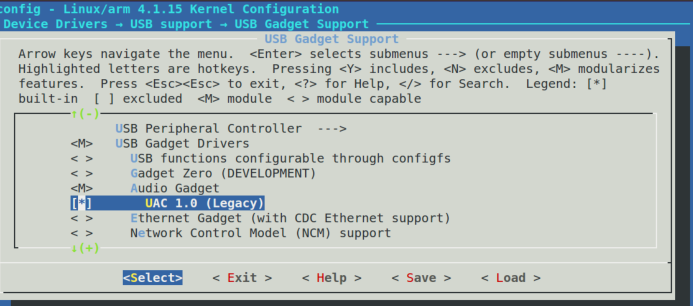 config - Linux/arm 4.1.15 Kernel Configuration
Device Drivers → USB support → USB Gadget Support
USB Gadget Support
Arrow keys navigate the menu. <Enter> selects submenus ---> (or empty submenus ----).
Highlighted letters are hotkeys. Pressing <Y> includes, <N> excludes, <M> modularizes
features. Press <Esc><Esc> to exit, <?> for Help, </> for Search. Legend: [*]
built-in [ ] excluded <M> module < > module capable
↑(-)
USB Peripheral Controller --->
<M> USB Gadget Drivers
< > USB functions configurable through configfs
< > Gadget Zero (DEVELOPMENT)
<M> Audio Gadget
[*] UAC 1.0 (Legacy)
< > Ethernet Gadget (with CDC Ethernet support)
< > Network Control Model (NCM) support
↓(+)
<Select> < Exit > < Help > < Save > < Load >